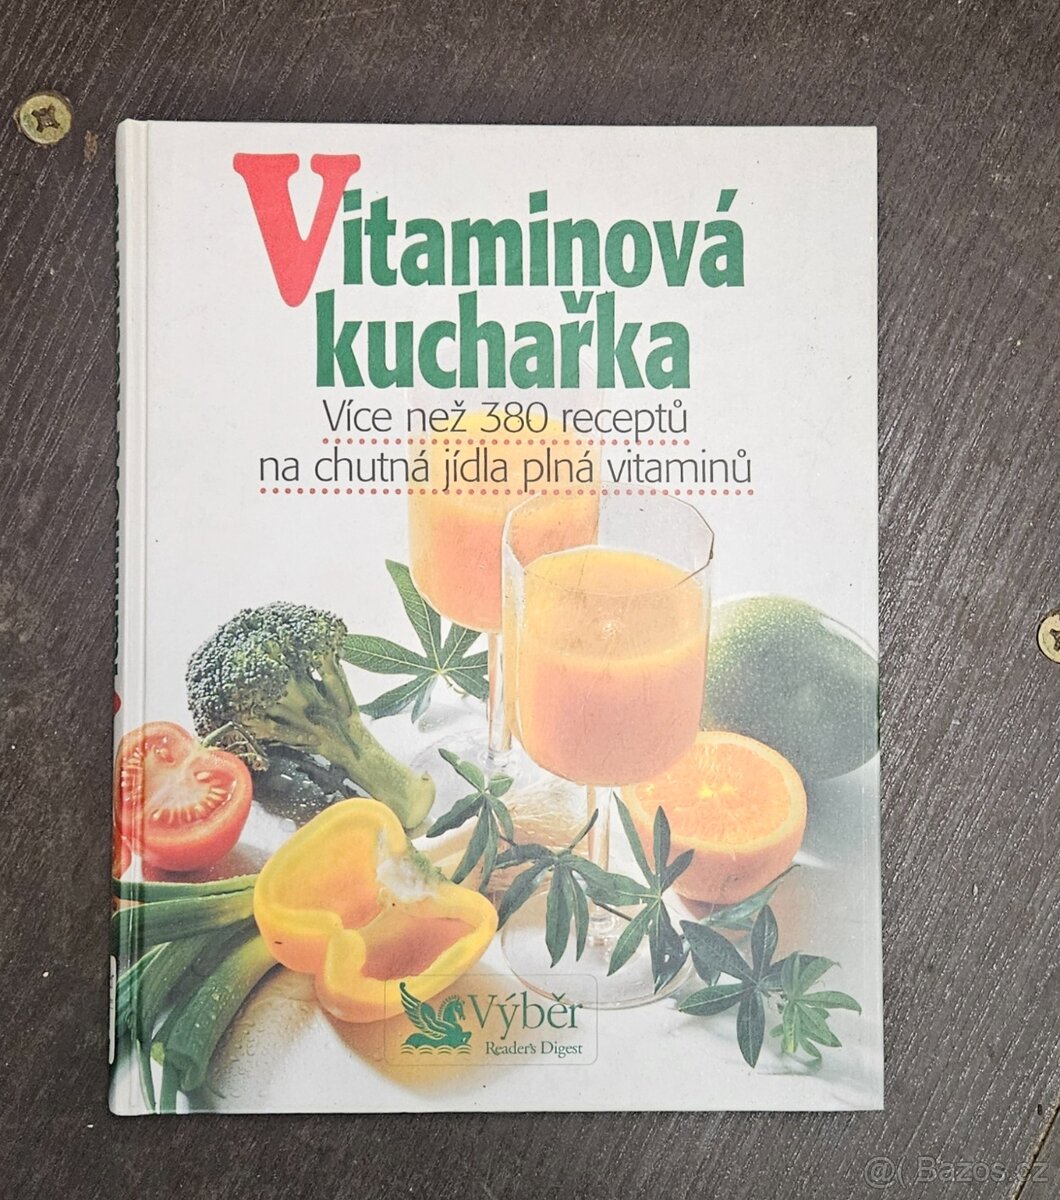 Vitaminová
kuchařka
Více než 380 receptů
na chutná jídla plná vitaminů
Výběr
Reader's Digest
@( Bazos.cz